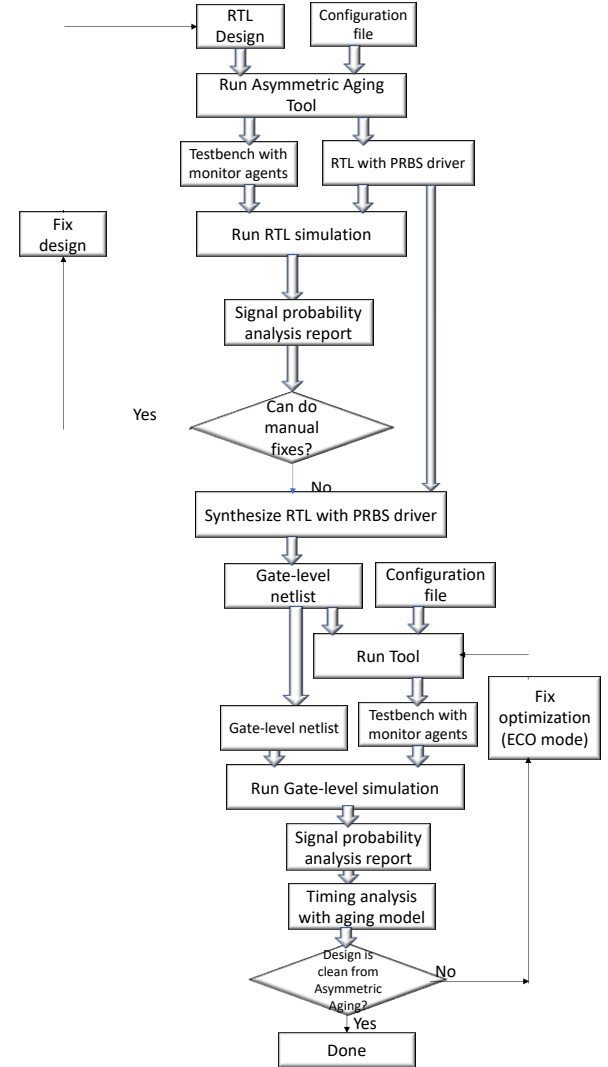 RTL
Design
Configuration
file
Run Asymmetric Aging
Tool
Testbench with
monitor agents
RTL with PRBS driver
Fix
design
Run RTL simulation
Signal probability
analysis report
Can do
manual
fixes?
Yes
No
Synthesize RTL with PRBS driver
Gate-level
netlist
Configuration
file
Run Tool
Fix
optimization
(ECO mode)
Gate-level netlist
Testbench with
monitor agents
Run Gate-level simulation
Signal probability
analysis report
Timing analysis
with aging model
Design is
clean from
Asymmetric
Aging?
No
Yes
Done